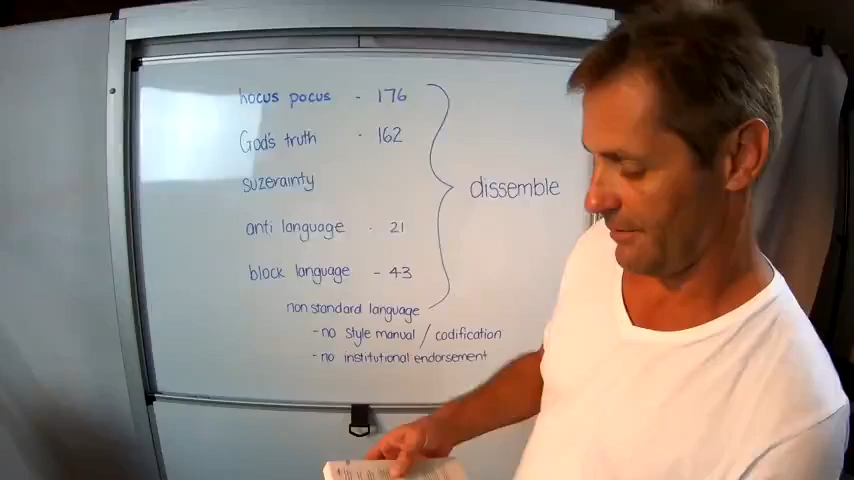 hocus pocus - 176
God's truth - 162
suzerainty
anti language - 21
block language - 43
dissemble
non standard language
- no style manual / codification
- no institutional endorsement